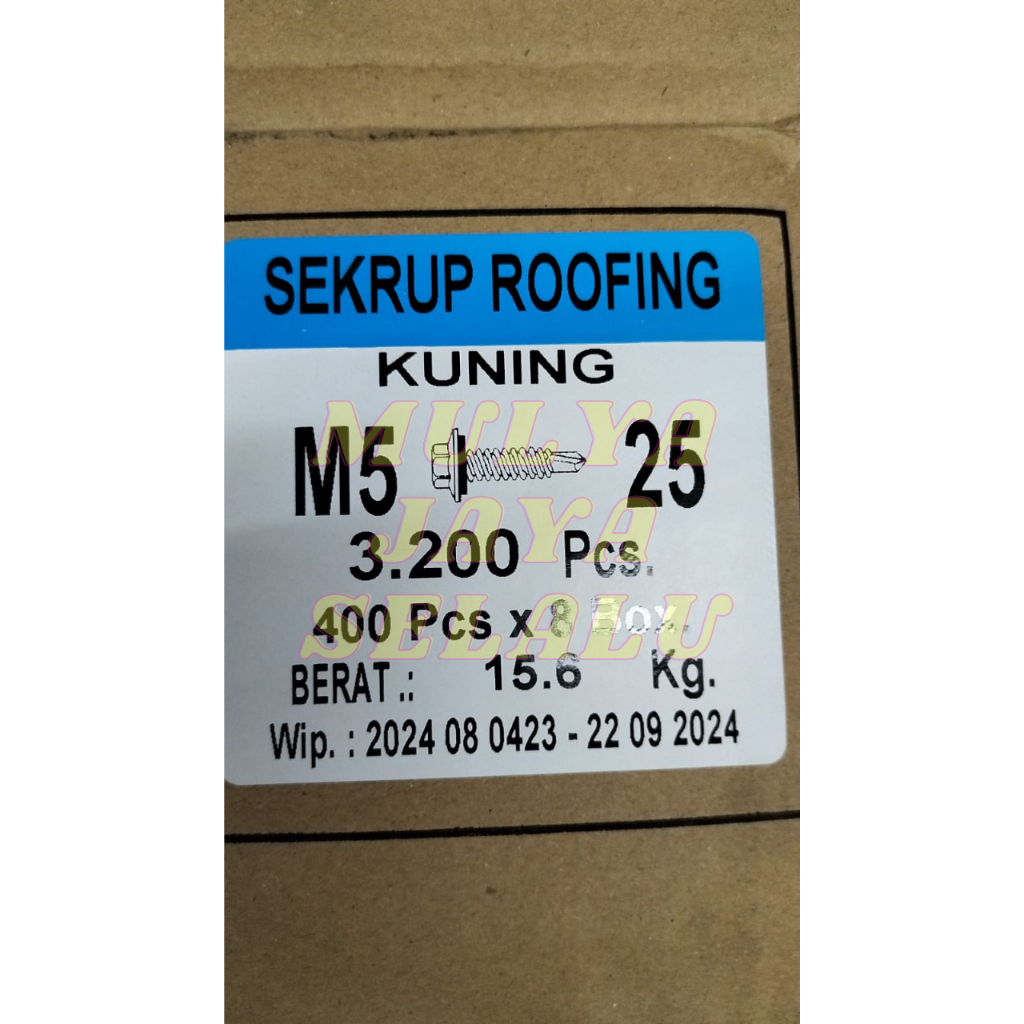 SEKRUP ROOFING
KUNING
M5 25
3.200 Pcs.
400 Pcs x 8 Box.
BERAT .: 15.6 Kg.
Wip. : 2024 08 0423 - 22 09 2024
MULYA
JAYA
SELALU